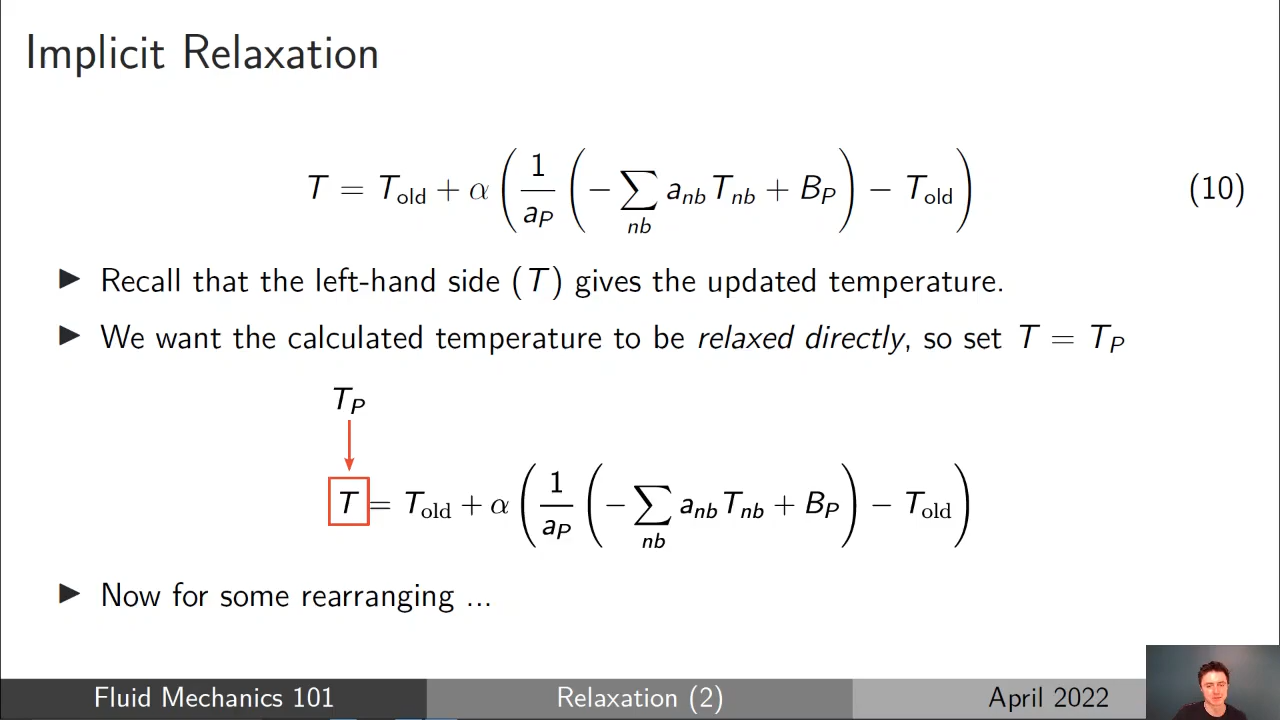 Implicit Relaxation
T = T_old + α ( 1/a_P ( − ∑_nb a_nb T_nb + B_P ) − T_old ) (10)
▶ Recall that the left-hand side (T) gives the updated temperature.
▶ We want the calculated temperature to be relaxed directly, so set T = T_P
T_P
T = T_old + α ( 1/a_P ( − ∑_nb a_nb T_nb + B_P ) − T_old )
▶ Now for some rearranging ...
Fluid Mechanics 101 Relaxation (2) April 2022